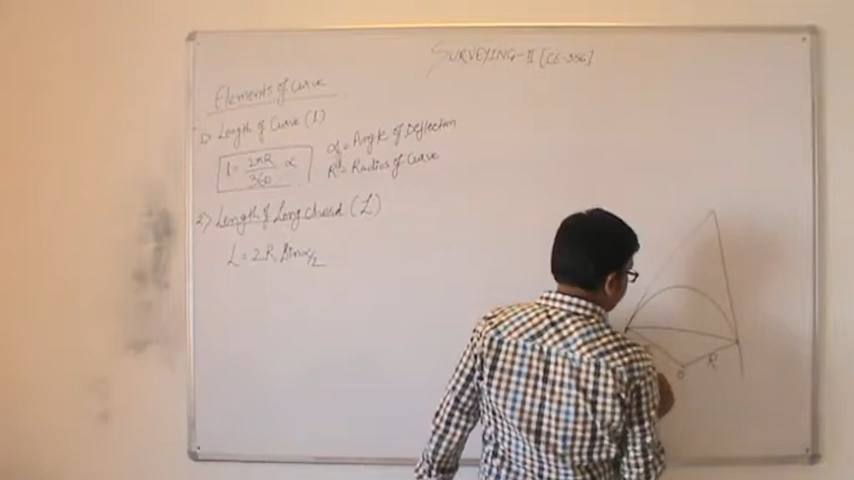 SURVEYING-II [CE-356]
Elements of Curve
1) Length of Curve (l)
l = 2πR/360 α
α = Angle of Deflection
R = Radius of Curve
2) Length of Long Chord (L)
L = 2R Sin α/2
O
R